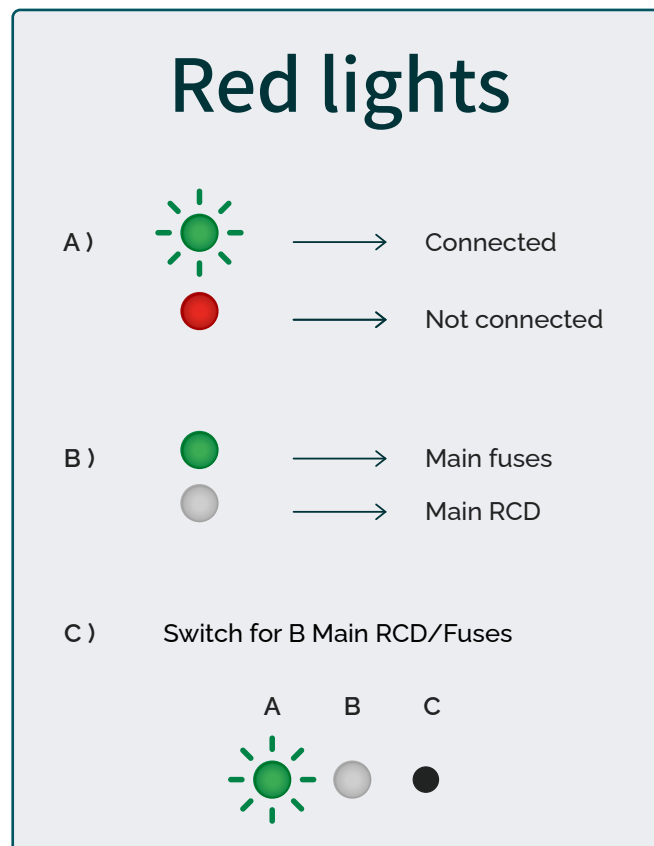 Red lights
A) Connected
Not connected
B) Main fuses
Main RCD
C) Switch for B Main RCD/Fuses
A B C